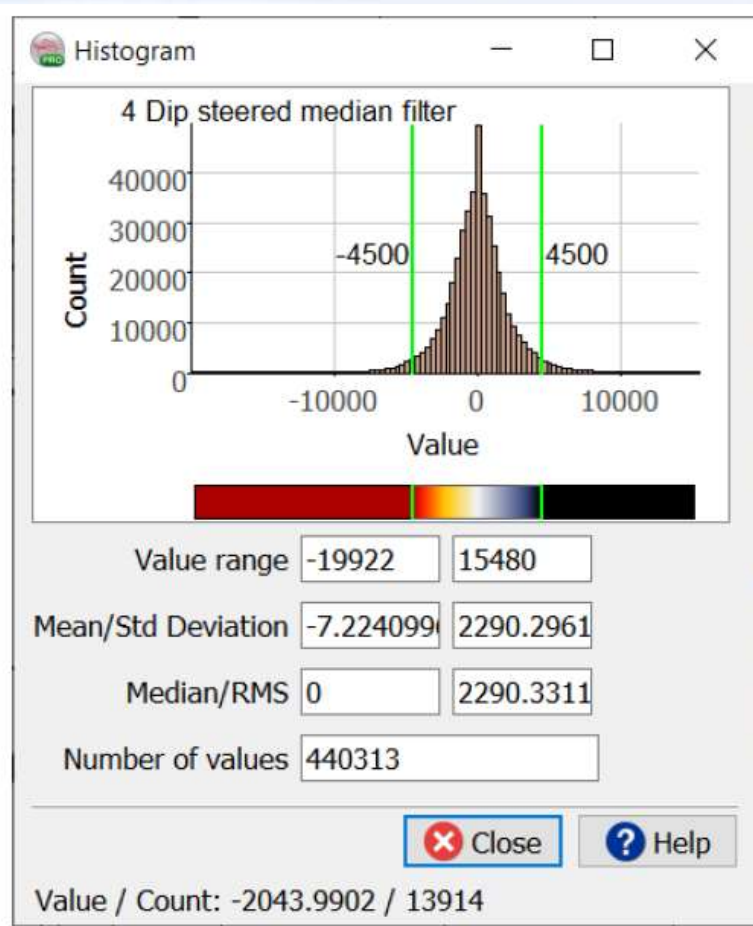 Histogram
PRO
4 Dip steered median filter
40000
30000
-4500 4500
20000
10000
0
Count
-10000 0 10000
Value
Value range -19922 15480
Mean/Std Deviation -7.2240996 2290.2961
Median/RMS 0 2290.3311
Number of values 440313
Close ? Help
Value / Count: -2043.9902 / 13914